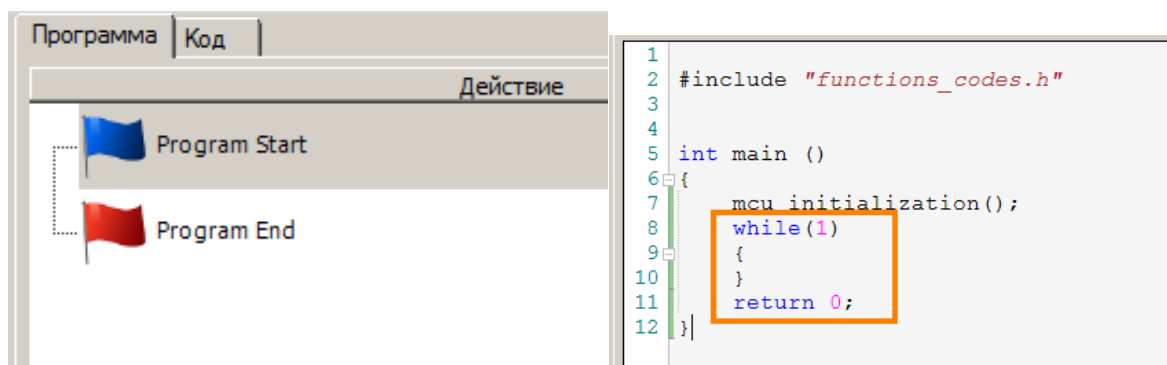 Программа
Код
Действие
Program Start
Program End
1
2 #include "functions_codes.h"
3
4
5 int main ()
6 {
7 mcu_initialization();
8 while(1)
9 {
10 }
11 return 0;
12 }